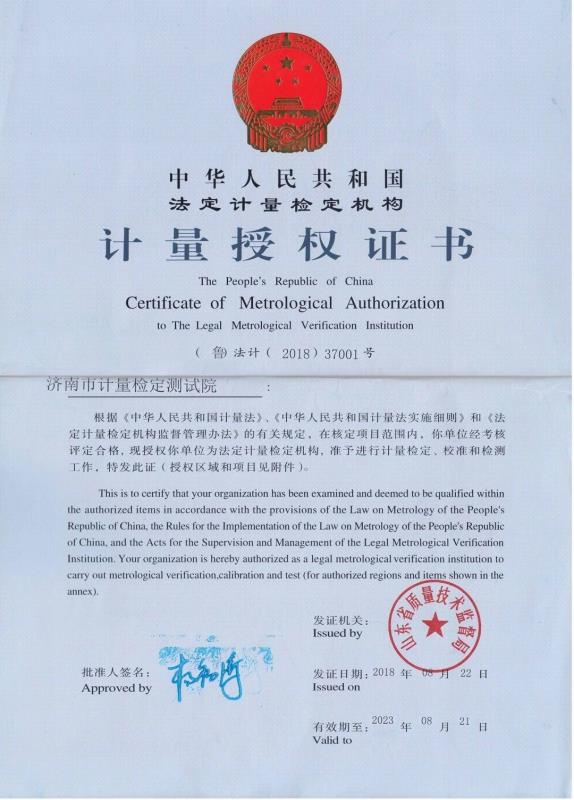 中华人民共和国
法定计量检定机构
计量授权证书
The People's Republic of China
Certificate of Metrological Authorization
to The Legal Metrological Verification Institution
（鲁）法计（2018）37001号
济南市计量检定测试院：
根据《中华人民共和国计量法》、《中华人民共和国计量法实施细则》和《法
定计量检定机构监督管理办法》的有关规定，在核定项目范围内，你单位经考核
评定合格，现授权你单位为法定计量检定机构，准予进行计量检定、校准和检测
工作，特发此证（授权区域和项目见附件）。
This is to certify that your organization has been examined and deemed to be qualified within
the authorized items in accordance with the provisions of the Law on Metrology of the People's
Republic of China, the Rules for the Implementation of the Law on Metrology of the People's Republic
of China, and the Acts for the Supervision and Management of the Legal Metrological Verification
Institution. Your organization is hereby authorized as a legal metrological verification institution to
carry out metrological verification,calibration and test (for authorized regions and items shown in the
annex).
发证机关：
Issued by
山东省质量技术监督局
批准人签名：
Approved by
发证日期：2018 年 08 月 22 日
Issued on
有效期至：2023 年 08 月 21 日
Valid to